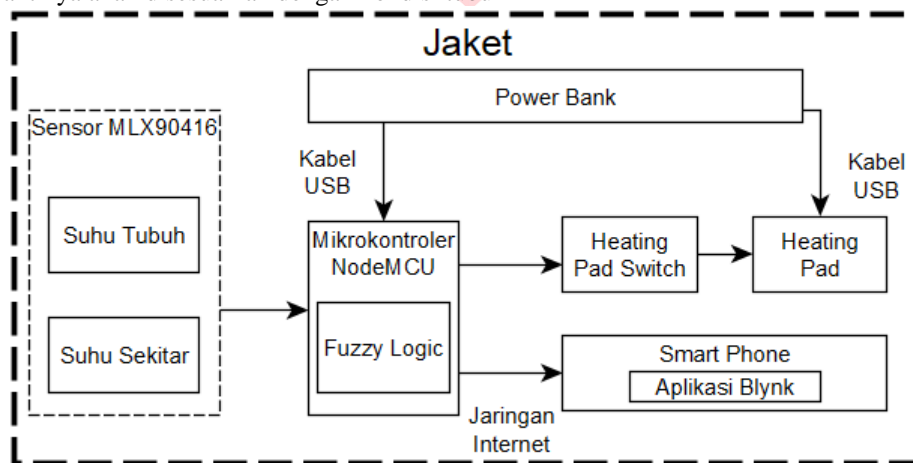 Jaket
Power Bank
Sensor MLX90416
Kabel
USB
Kabel
USB
Suhu Tubuh
Mikrokontroler
NodeMCU
Heating
Pad Switch
Heating
Pad
Suhu Sekitar
Fuzzy Logic
Smart Phone
Aplikasi Blynk
Jaringan
Internet